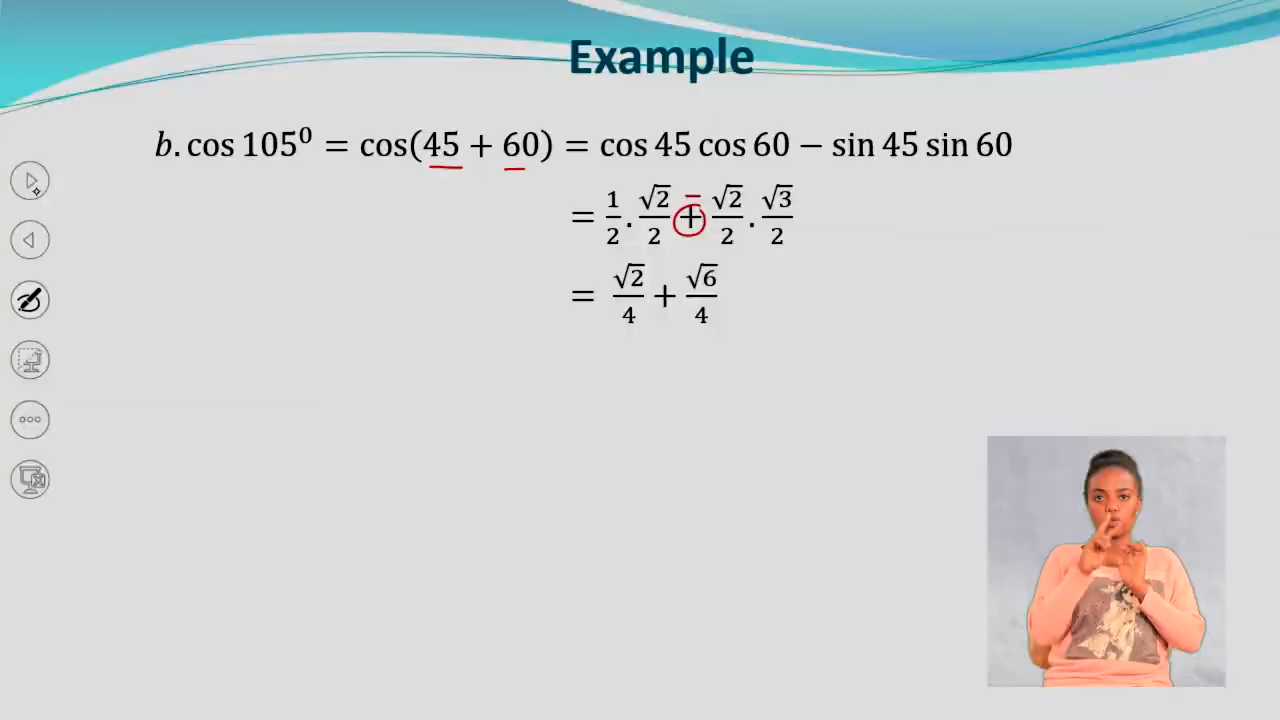 Example
b. cos 105⁰ = cos(45 + 60) = cos 45 cos 60 − sin 45 sin 60
= 1/2 . √2/2 + √2/2 . √3/2
−
= √2/4 + √6/4